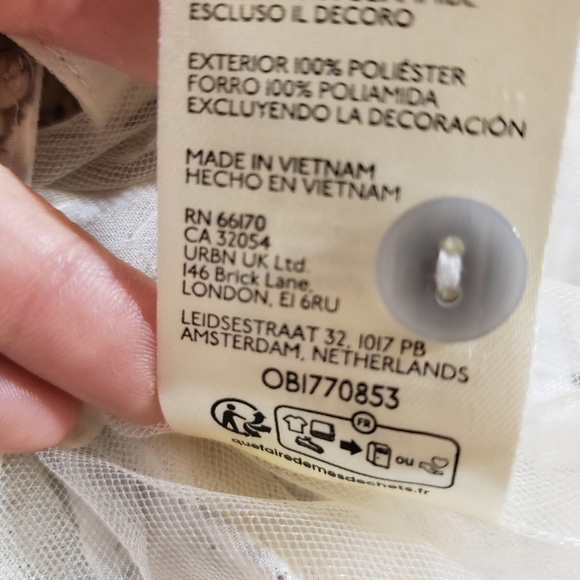 ESCLUSO IL DECORO
EXTERIOR 100% POLIÉSTER
FORRO 100% POLIAMIDA
EXCLUYENDO LA DECORACIÓN
MADE IN VIETNAM
HECHO EN VIETNAM
RN 66170
CA 32054
URBN UK Ltd.
146 Brick Lane,
LONDON, E1 6RU
LEIDSESTRAAT 32, 1017 PB
AMSTERDAM, NETHERLANDS
OB1770853
FR
ou
quefairedemesdechets.fr